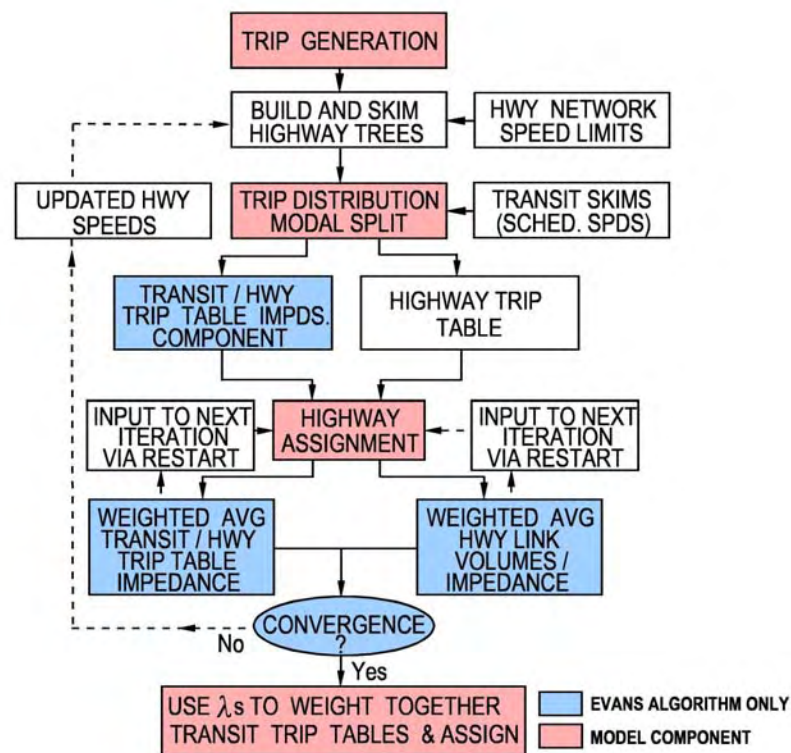 TRIP GENERATION
BUILD AND SKIM
HIGHWAY TREES
HWY NETWORK
SPEED LIMITS
UPDATED HWY
SPEEDS
TRIP DISTRIBUTION
MODAL SPLIT
TRANSIT SKIMS
(SCHED. SPDS)
TRANSIT / HWY
TRIP TABLE IMPDS.
COMPONENT
HIGHWAY TRIP
TABLE
INPUT TO NEXT
ITERATION
VIA RESTART
HIGHWAY
ASSIGNMENT
INPUT TO NEXT
ITERATION
VIA RESTART
WEIGHTED AVG
TRANSIT / HWY
TRIP TABLE
IMPEDANCE
WEIGHTED AVG
HWY LINK
VOLUMES /
IMPEDANCE
CONVERGENCE
?
No
Yes
USE λs TO WEIGHT TOGETHER
TRANSIT TRIP TABLES & ASSIGN
EVANS ALGORITHM ONLY
MODEL COMPONENT